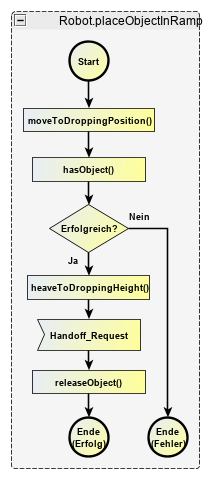 Robot.placeObjectInRamp
Start
moveToDroppingPosition()
hasObject()
Erfolgreich?
Nein
Ja
heaveToDroppingHeight()
Handoff_Request
releaseObject()
Ende
(Erfolg)
Ende
(Fehler)